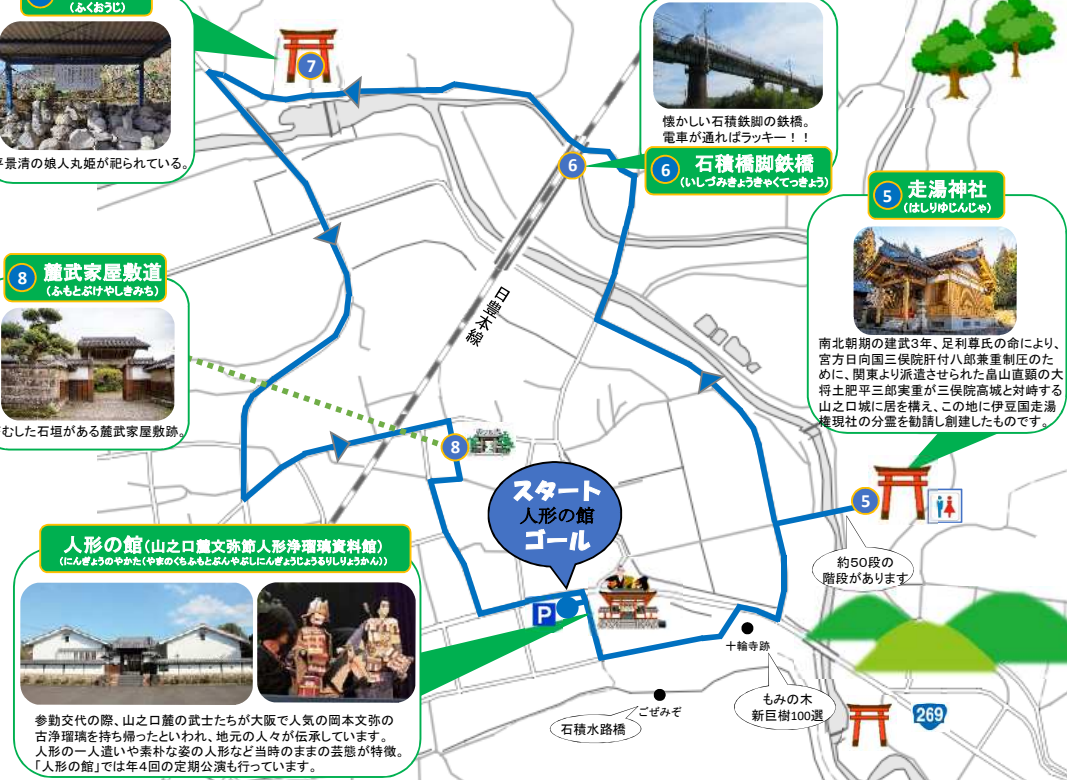 (ふくおうじ)
景清の娘人丸姫が祀られている。
7
懐かしい石積鉄脚の鉄橋。
電車が通ればラッキー！！
6
6 石積橋脚鉄橋
(いしづみきょうきゃくてっきょう)
5 走湯神社
(はしりゆじんじゃ)
南北朝期の建武3年、足利尊氏の命により、
宮方日向国三俣院肝付八郎兼重制圧のた
めに、関東より派遣させられた畠山直顕の大
将土肥平三郎実重が三俣院高城と対峙する
山之口城に居を構え、この地に伊豆国走湯
権現社の分霊を勧請し創建したものです。
8 麓武家屋敷道
(ふもとぶけやしきみち)
むした石垣がある麓武家屋敷跡。
日豊本線
8
スタート
人形の館
ゴール
5
約50段の
階段があります
人形の館(山之口麓文弥節人形浄瑠璃資料館)
(にんぎょうのやかた(やまのくちふもとぶんやぶしにんぎょうじょうるりしりょうかん))
P
十輪寺跡
もみの木
新巨樹100選
ごぜみぞ
石積水路橋
269
参勤交代の際、山之口麓の武士たちが大阪で人気の岡本文弥の
古浄瑠璃を持ち帰ったといわれ、地元の人々が伝承しています。
人形の一人遣いや素朴な姿の人形など当時のままの芸態が特徴。
「人形の館」では年4回の定期公演も行っています。